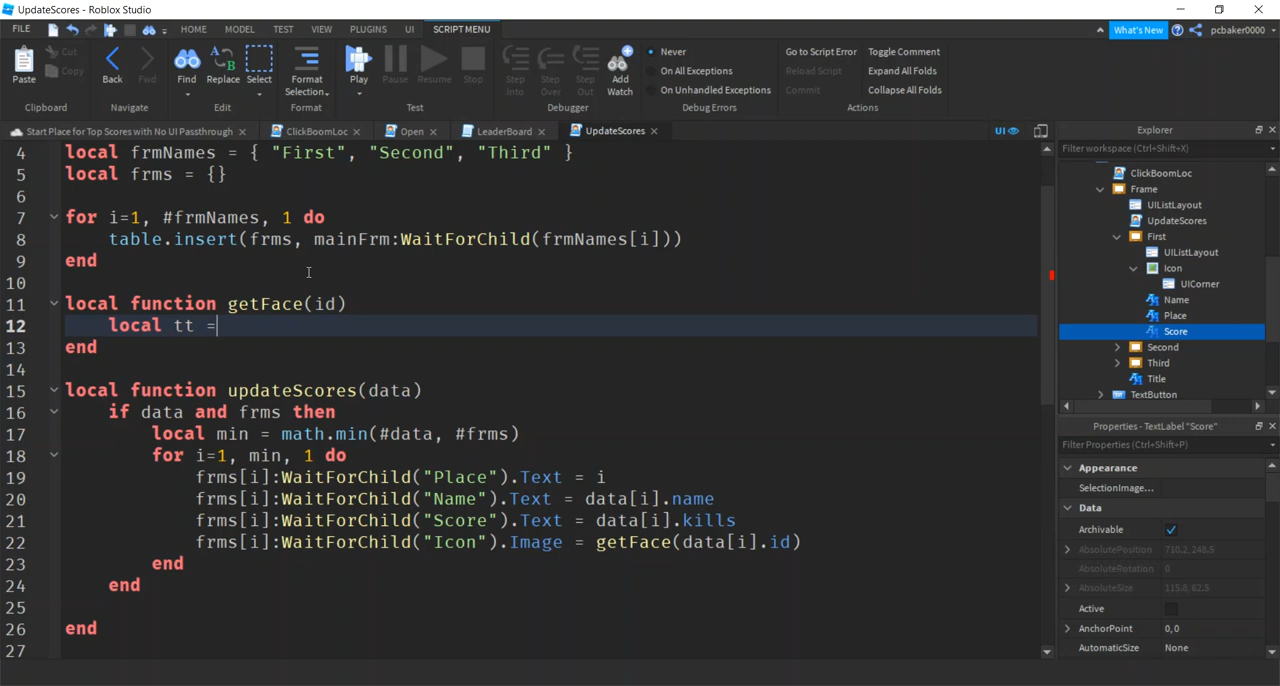 UpdateScores - Roblox Studio
FILE HOME MODEL TEST VIEW PLUGINS UI SCRIPT MENU What's New pcbaker0000
Paste Cut Copy Back Fwd Find Replace Select Format Selection Play Pause Resume Stop Step Into Step Over Step Out Add Watch
Never
On All Exceptions
On Unhandled Exceptions
Go to Script Error
Reload Script
Commit
Toggle Comment
Expand All Folds
Collapse All Folds
Clipboard Navigate Edit Format Test Debugger Debug Errors Actions
Start Place for Top Scores with No UI Passthrough ClickBoomLoc Open LeaderBoard UpdateScores UI
4 local frmNames = { "First", "Second", "Third" }
5 local frms = {}
6
7 for i=1, #frmNames, 1 do
8 table.insert(frms, mainFrm:WaitForChild(frmNames[i]))
9 end
10
11 local function getFace(id)
12 local tt =
13 end
14
15 local function updateScores(data)
16 if data and frms then
17 local min = math.min(#data, #frms)
18 for i=1, min, 1 do
19 frms[i]:WaitForChild("Place").Text = i
20 frms[i]:WaitForChild("Name").Text = data[i].name
21 frms[i]:WaitForChild("Score").Text = data[i].kills
22 frms[i]:WaitForChild("Icon").Image = getFace(data[i].id)
23 end
24 end
25
26 end
27
Explorer
Filter workspace (Ctrl+Shift+X)
ClickBoomLoc
Frame
UIListLayout
UpdateScores
First
UIListLayout
Icon
UICorner
Name
Place
Score
Second
Third
Title
TextButton
Properties - TextLabel "Score"
Filter Properties (Ctrl+Shift+P)
Appearance
SelectionImage...
Data
Archivable
AbsolutePosition 710.2, 248.5
AbsoluteRotation 0
AbsoluteSize 115.8, 62.5
Active
AnchorPoint 0,0
AutomaticSize None